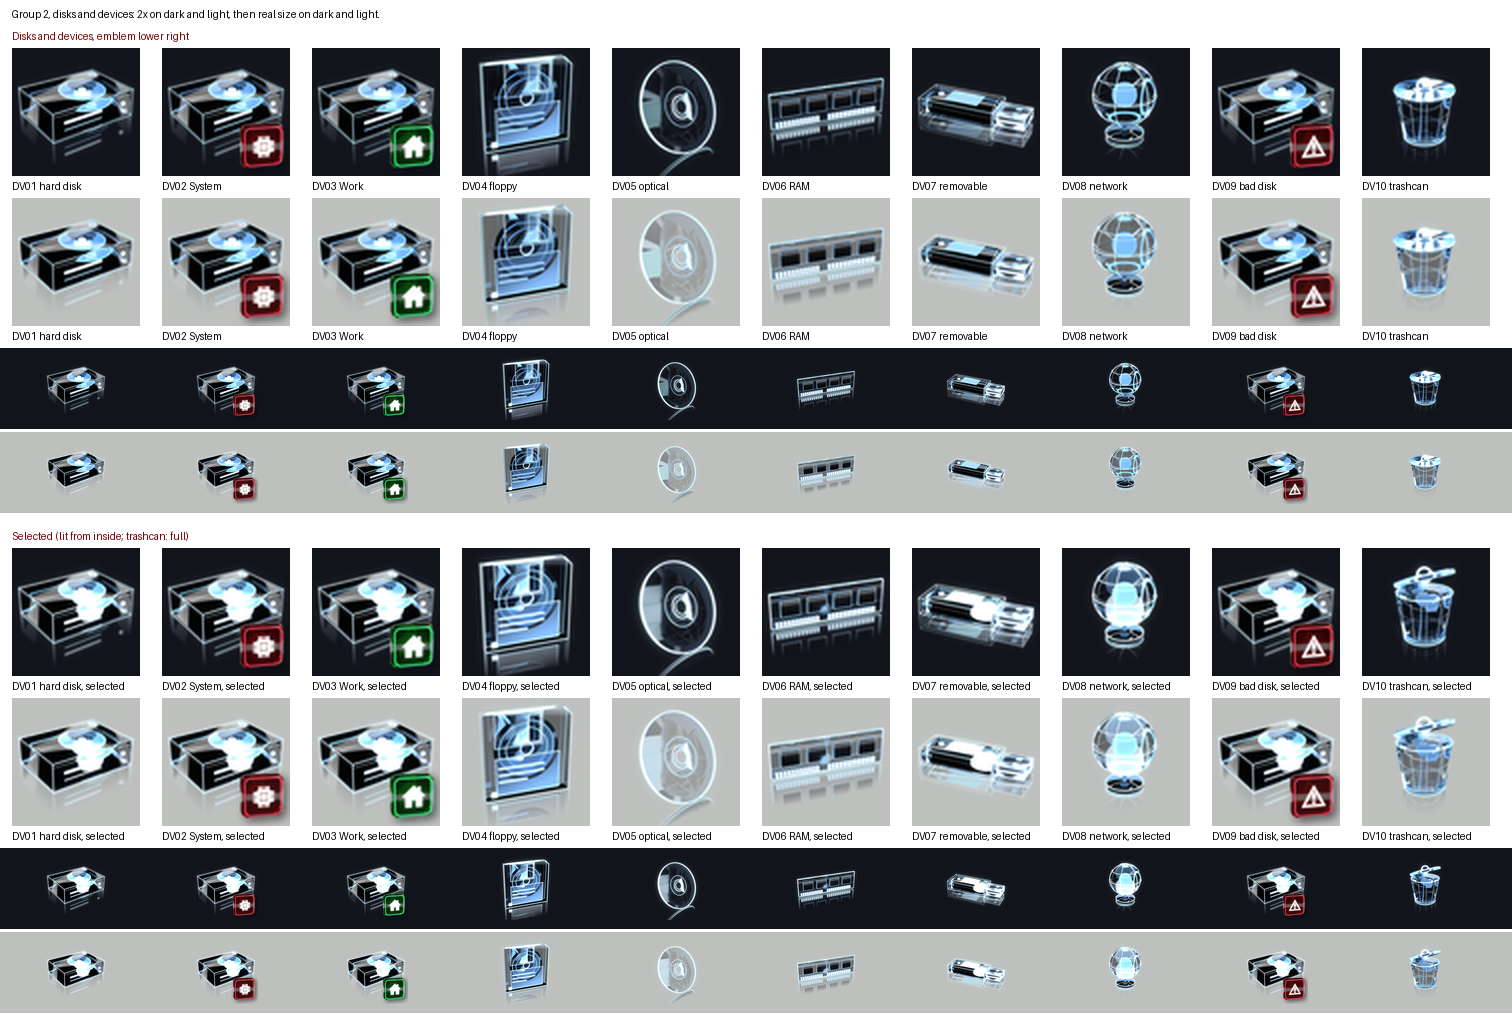 Group 2, disks and devices: 2x on dark and light, then real size on dark and light.
Disks and devices, emblem lower right
DV01 hard disk DV02 System DV03 Work DV04 floppy DV05 optical DV06 RAM DV07 removable DV08 network DV09 bad disk DV10 trashcan
DV01 hard disk DV02 System DV03 Work DV04 floppy DV05 optical DV06 RAM DV07 removable DV08 network DV09 bad disk DV10 trashcan
Selected (lit from inside; trashcan: full)
DV01 hard disk, selected DV02 System, selected DV03 Work, selected DV04 floppy, selected DV05 optical, selected DV06 RAM, selected DV07 removable, selected DV08 network, selected DV09 bad disk, selected DV10 trashcan, selected
DV01 hard disk, selected DV02 System, selected DV03 Work, selected DV04 floppy, selected DV05 optical, selected DV06 RAM, selected DV07 removable, selected DV08 network, selected DV09 bad disk, selected DV10 trashcan, selected